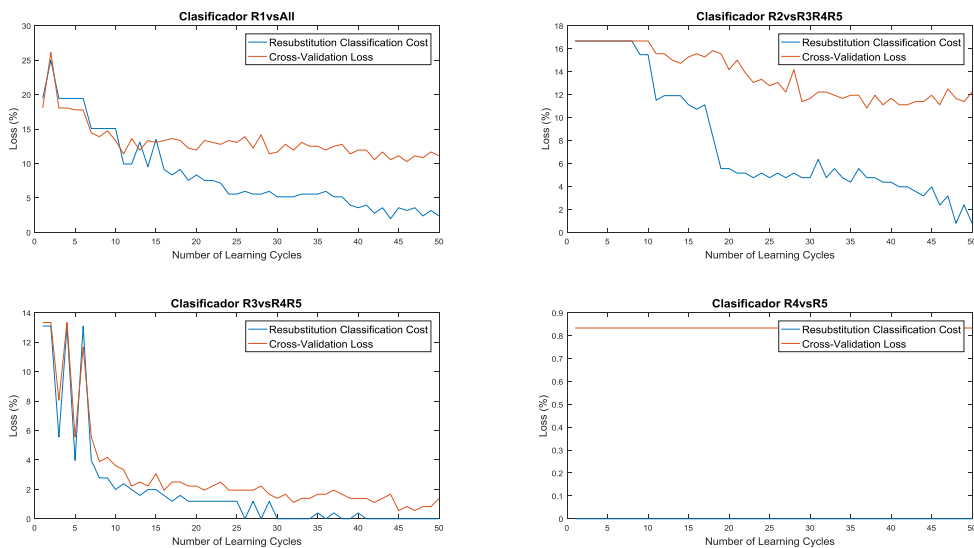 Clasificador R1vsAll
30
25
20
15
10
5
0
Loss (%)
Resubstitution Classification Cost
Cross-Validation Loss
0 5 10 15 20 25 30 35 40 45 50
Number of Learning Cycles
Clasificador R2vsR3R4R5
18
16
14
12
10
8
6
4
2
0
Loss (%)
Resubstitution Classification Cost
Cross-Validation Loss
0 5 10 15 20 25 30 35 40 45 50
Number of Learning Cycles
Clasificador R3vsR4R5
14
12
10
8
6
4
2
0
Loss (%)
Resubstitution Classification Cost
Cross-Validation Loss
0 5 10 15 20 25 30 35 40 45 50
Number of Learning Cycles
Clasificador R4vsR5
0.9
0.8
0.7
0.6
0.5
0.4
0.3
0.2
0.1
0
Loss (%)
Resubstitution Classification Cost
Cross-Validation Loss
0 5 10 15 20 25 30 35 40 45 50
Number of Learning Cycles